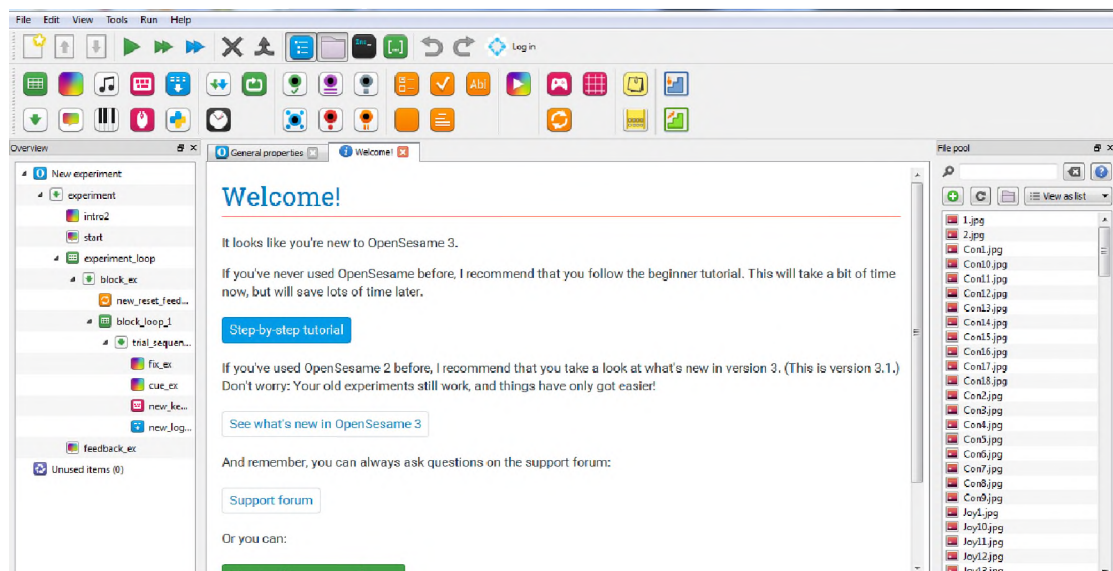 File Edit View Tools Run Help
Log in
Abl
Overview
General properties
Welcome!
File pool
New experiment
experiment
intro2
start
experiment_loop
block_ex
new_reset_feed...
block_loop_1
trial_sequen...
fix_ex
cue_ex
new_ke...
new_log...
feedback_ex
Unused items (0)
Welcome!
It looks like you're new to OpenSesame 3.
If you've never used OpenSesame before, I recommend that you follow the beginner tutorial. This will take a bit of time
now, but will save lots of time later.
Step-by-step tutorial
If you've used OpenSesame 2 before, I recommend that you take a look at what's new in version 3. (This is version 3.1.)
Don't worry: Your old experiments still work, and things have only got easier!
See what's new in OpenSesame 3
And remember, you can always ask questions on the support forum:
Support forum
Or you can:
View as list
1.jpg
2.jpg
Con1.jpg
Con10.jpg
Con11.jpg
Con12.jpg
Con13.jpg
Con14.jpg
Con15.jpg
Con16.jpg
Con17.jpg
Con18.jpg
Con2.jpg
Con3.jpg
Con4.jpg
Con5.jpg
Con6.jpg
Con7.jpg
Con8.jpg
Con9.jpg
Joy1.jpg
Joy10.jpg
Joy11.jpg
Joy12.jpg